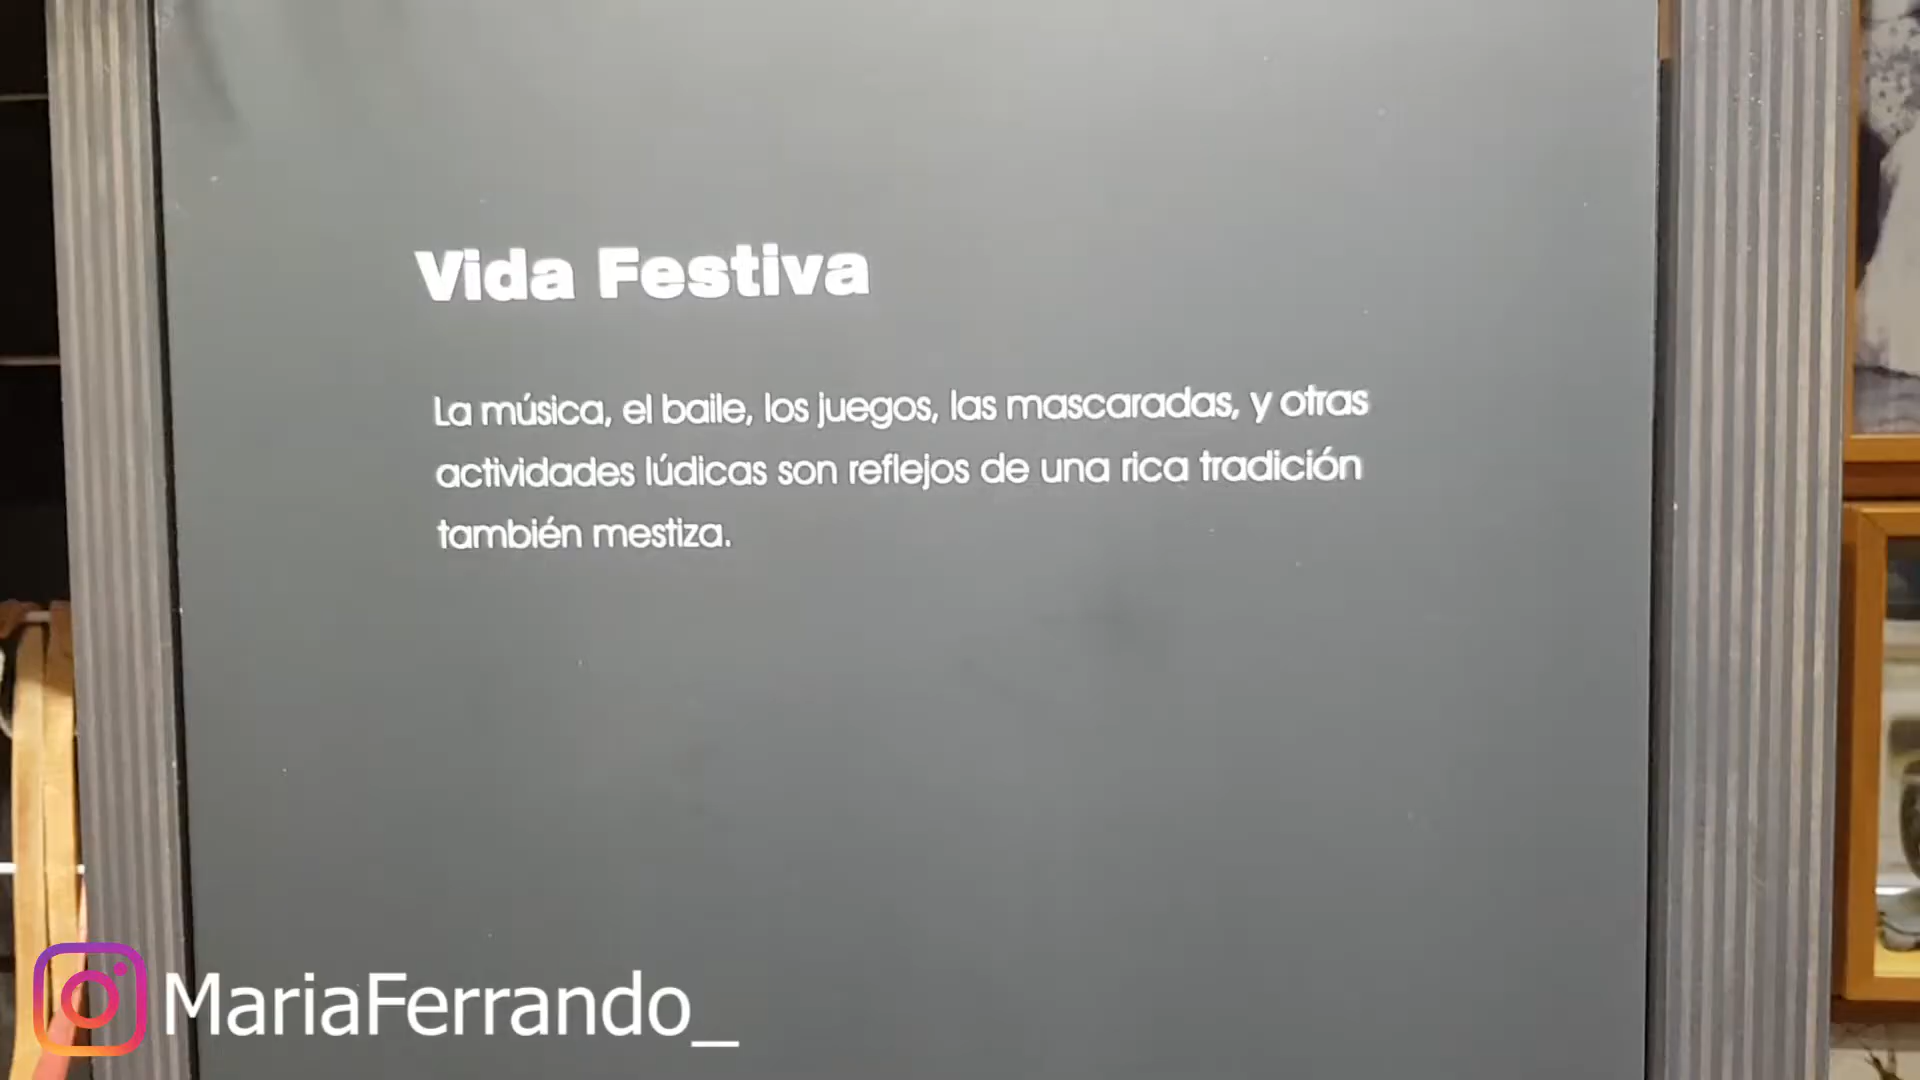 Vida Festiva
La música, el baile, los juegos, las mascaradas, y otras
actividades lúdicas son reflejos de una rica tradición
también mestiza.
MariaFerrando_